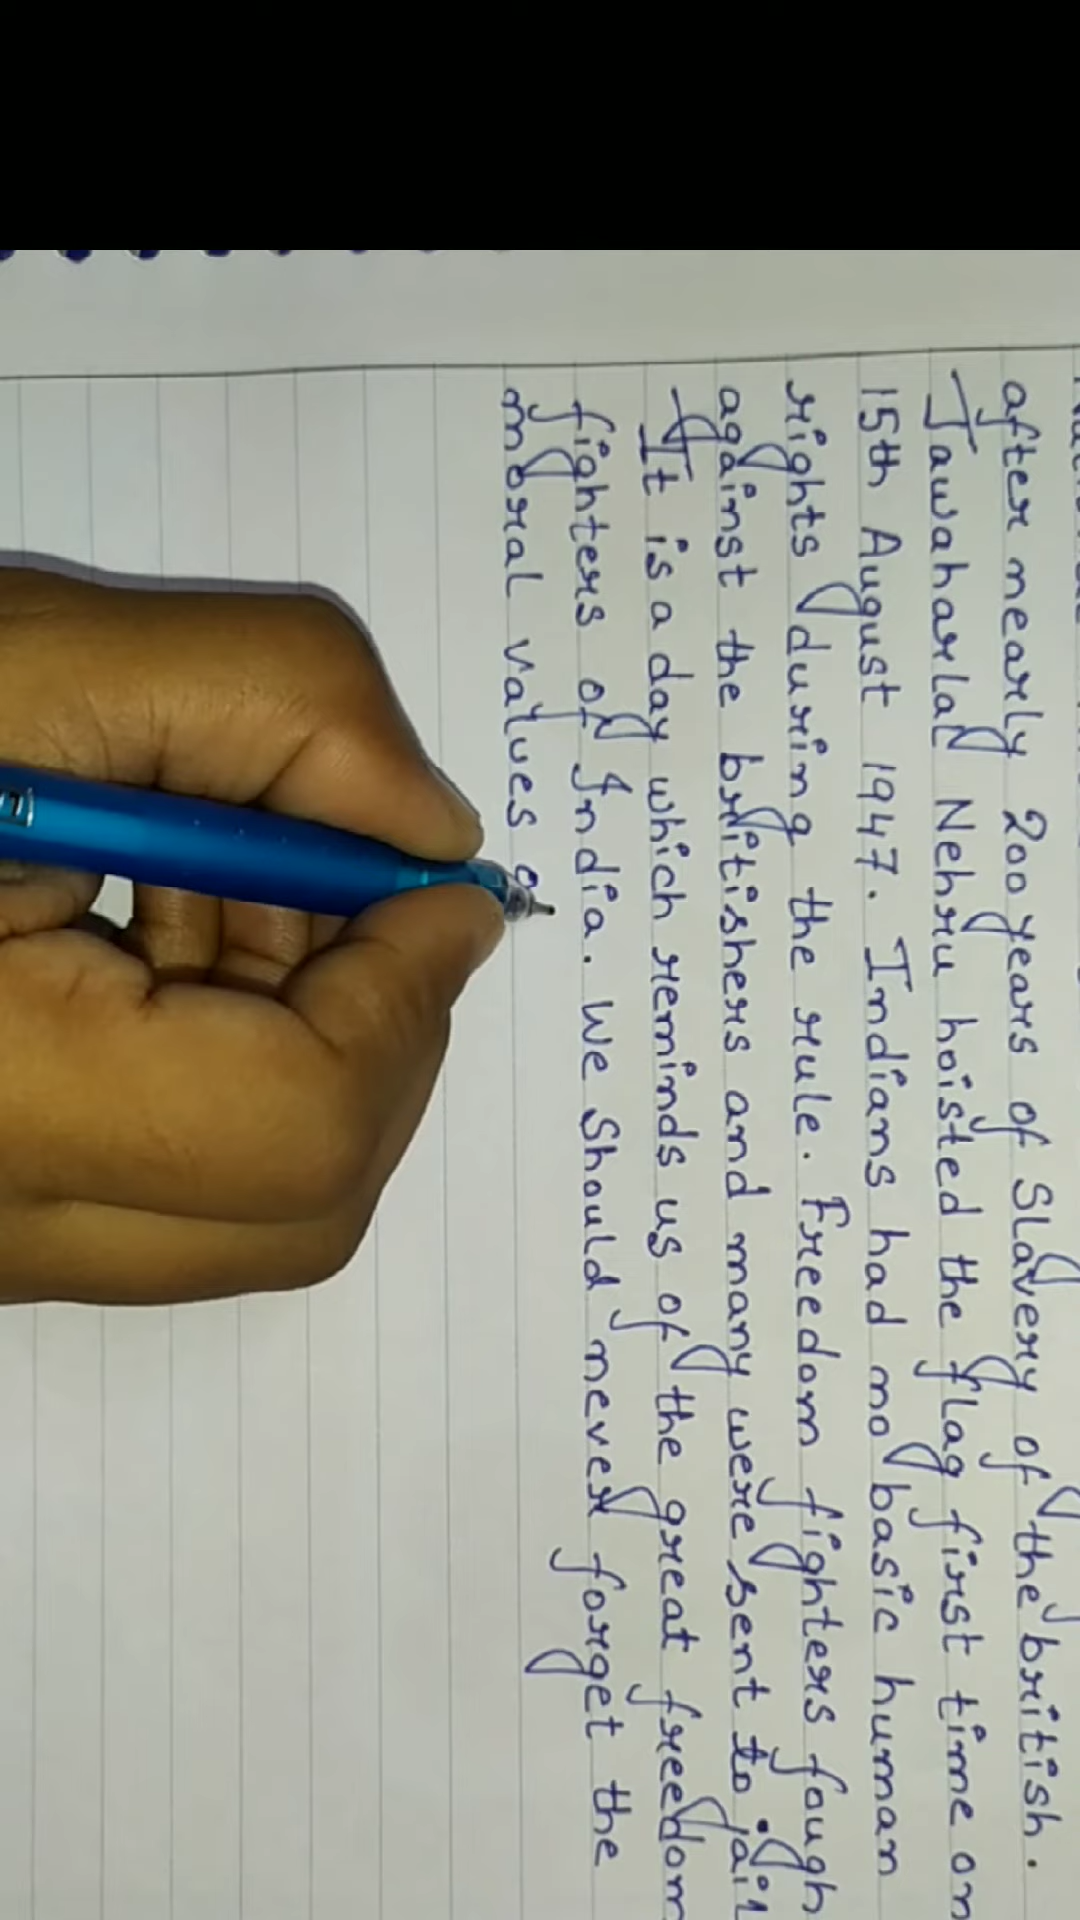 after nearly 200 years of Slavery of the british.
Jawaharlal Nehru hoisted the flag first time on
15th August 1947. Indians had no basic human
rights during the rule. Freedom fighters fough
against the britishers and many were sent to jail
It is a day which reminds us of the great freedom
fighters of India. We Should never forget the
moral values